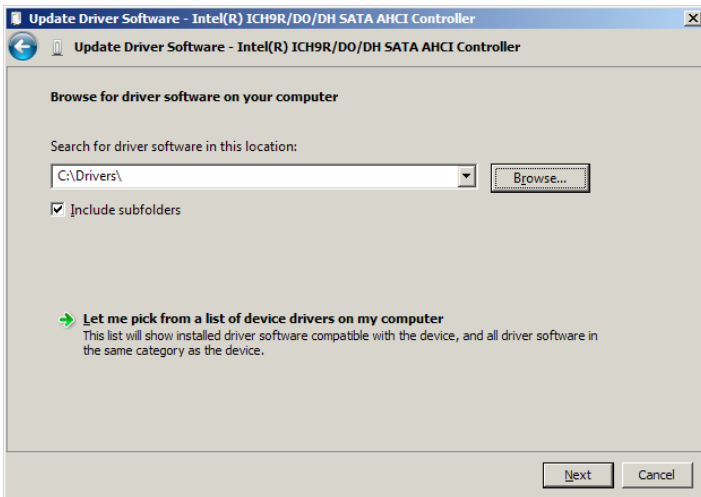 Update Driver Software - Intel(R) ICH9R/DO/DH SATA AHCI Controller
Update Driver Software - Intel(R) ICH9R/DO/DH SATA AHCI Controller
Browse for driver software on your computer
Search for driver software in this location:
C:\Drivers\
Browse...
Include subfolders
Let me pick from a list of device drivers on my computer
This list will show installed driver software compatible with the device, and all driver software in
the same category as the device.
Next
Cancel